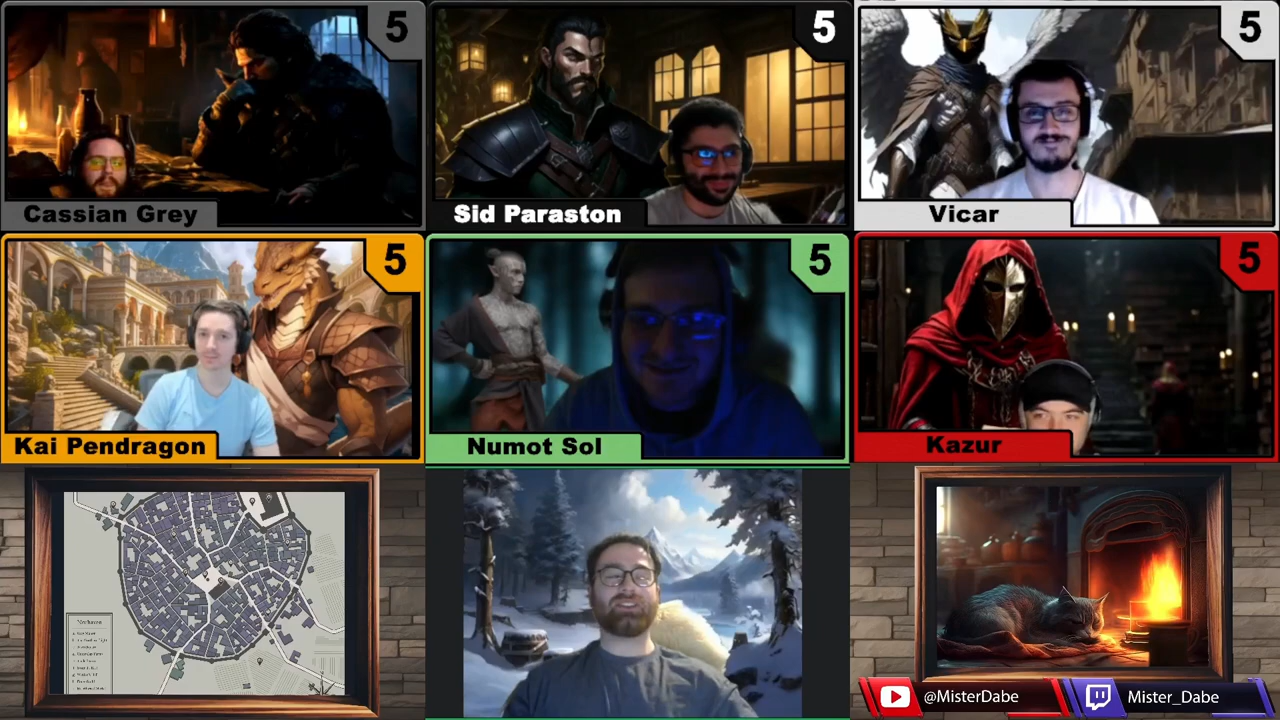 5
Cassian Grey
5
Sid Paraston
5
Vicar
5
Kai Pendragon
5
Numot Sol
5
Kazur
@MisterDabe
Mister_Dabe